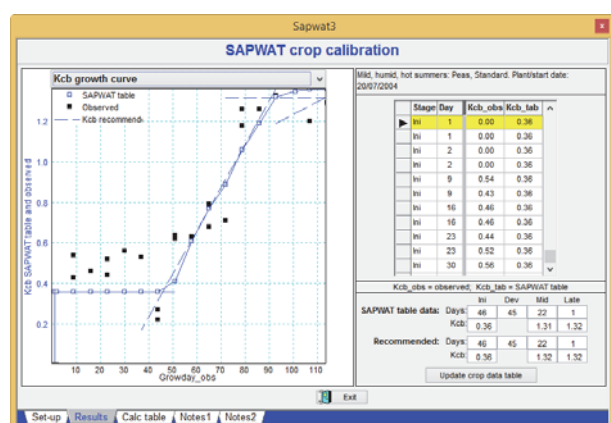 Sapwat3
x
SAPWAT crop calibration
Kcb growth curve
SAPWAT table
Observed
Kcb recommend
Kcb SAPWAT table and observed
1.2
1.0
0.8
0.6
0.4
0.2
10 20 30 40 50 60 70 80 90 100 110
Growday_obs
Mild, humid, hot summers: Peas, Standard. Plant/start date:
20/07/2004
Stage Day Kcb_obs Kcb_tab
Ini 1 0.00 0.36
Ini 1 0.00 0.36
Ini 2 0.00 0.36
Ini 2 0.00 0.36
Ini 9 0.54 0.36
Ini 9 0.43 0.36
Ini 16 0.46 0.36
Ini 16 0.46 0.36
Ini 23 0.44 0.36
Ini 23 0.52 0.36
Ini 30 0.56 0.36
Kcb_obs = observed; Kcb_tab = SAPWAT table
Ini Dev Mid Late
SAPWAT table data: Days: 46 45 22 1
Kcb: 0.36 1.31 1.32
Recommended: Days: 46 45 22 1
Kcb: 0.36 1.32 1.32
Update crop data table
Exit
Set-up Results Calc table Notes1 Notes2